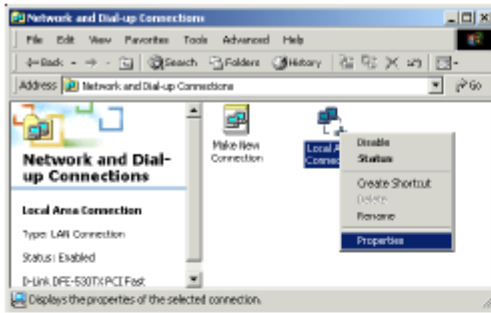 Network and Dial-up Connections
File Edit View Favorites Tools Advanced Help
Back Search Folders History
Address Network and Dial-up Connections Go
Network and Dial-
up Connections
Local Area Connection
Type: LAN Connection
Status: Enabled
D-Link DFE-530TX PCI Fast
Make New
Connection
Local A
Connec
Disable
Status
Create Shortcut
Delete
Rename
Properties
Displays the properties of the selected connection.